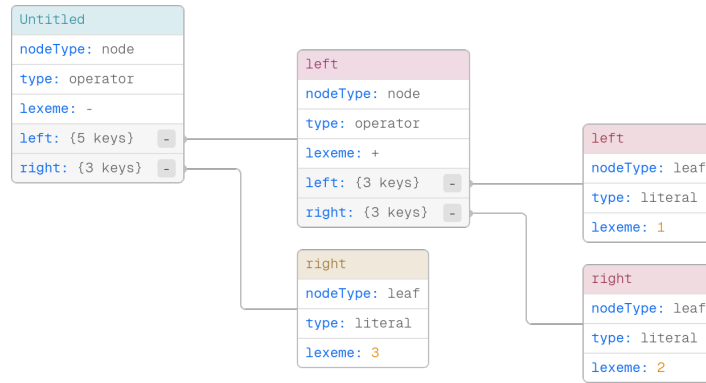 Untitled
nodeType: node
type: operator
lexeme: -
left: {5 keys} -
right: {3 keys} -
left
nodeType: node
type: operator
lexeme: +
left: {3 keys} -
right: {3 keys} -
right
nodeType: leaf
type: literal
lexeme: 3
left
nodeType: leaf
type: literal
lexeme: 1
right
nodeType: leaf
type: literal
lexeme: 2